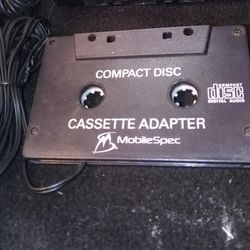 COMPACT DISC
COMPACT
disc
DIGITAL AUDIO
CASSETTE ADAPTER
MobileSpec